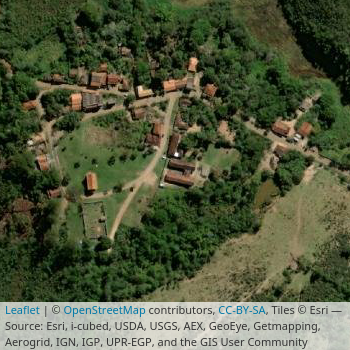 Leaflet | © OpenStreetMap contributors, CC-BY-SA, Tiles © Esri —
Source: Esri, i-cubed, USDA, USGS, AEX, GeoEye, Getmapping,
Aerogrid, IGN, IGP, UPR-EGP, and the GIS User Community